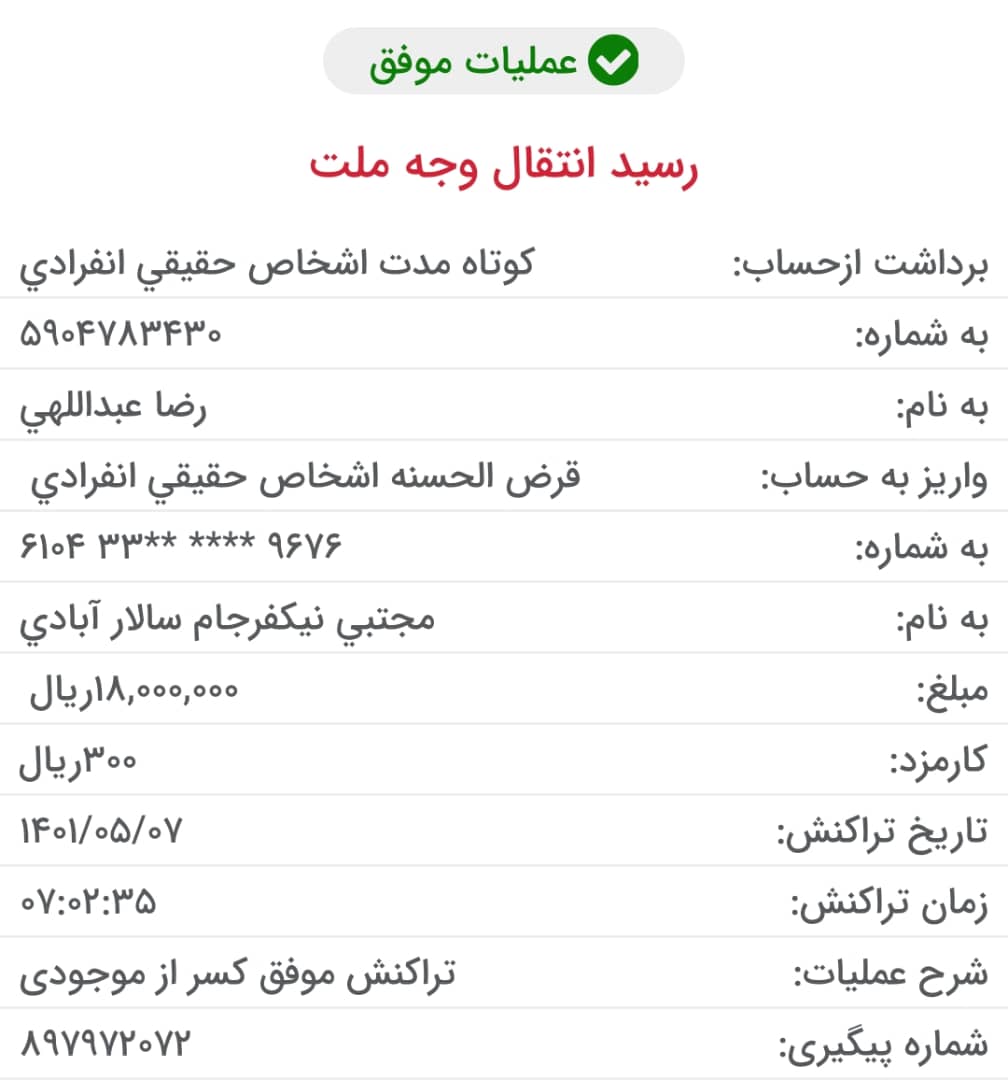 عملیات موفق
رسید انتقال وجه ملت
برداشت ازحساب: کوتاه مدت اشخاص حقيقي انفرادي
به شماره: ۵۹۰۴۷۸۳۴۳۰
به نام: رضا عبداللهي
واریز به حساب: قرض الحسنه اشخاص حقيقي انفرادي
به شماره: ۶۱۰۴ ۳۳** **** ۹۶۷۶
به نام: مجتبي نيکفرجام سالار آبادي
مبلغ: ۱۸,۰۰۰,۰۰۰ریال
کارمزد: ۳۰۰ریال
تاریخ تراکنش: ۱۴۰۱/۰۵/۰۷
زمان تراکنش: ۰۷:۰۲:۳۵
شرح عملیات: تراکنش موفق کسر از موجودی
شماره پیگیری: ۸۹۷۹۷۲۰۷۲